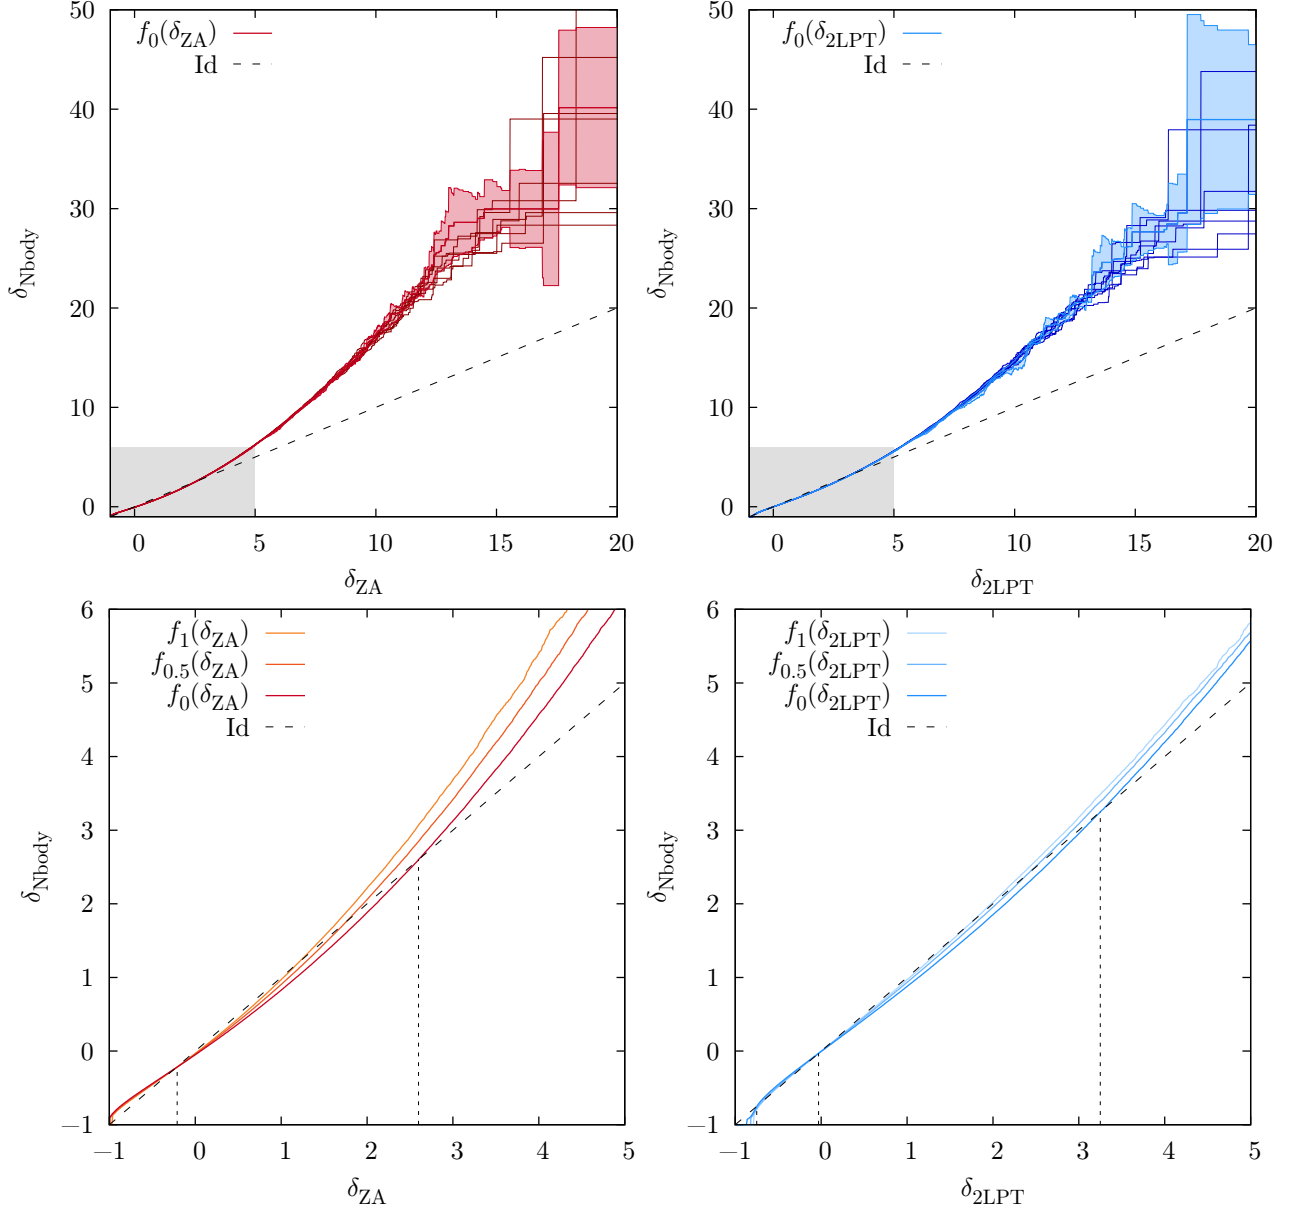 50
40
30
20
10
0
δNbody
f0(δZA)
Id
0 5 10 15 20
δZA
50
40
30
20
10
0
δNbody
f0(δ2LPT)
Id
0 5 10 15 20
δ2LPT
6
5
4
3
2
1
0
−1
δNbody
f1(δZA)
f0.5(δZA)
f0(δZA)
Id
−1 0 1 2 3 4 5
δZA
6
5
4
3
2
1
0
−1
δNbody
f1(δ2LPT)
f0.5(δ2LPT)
f0(δ2LPT)
Id
−1 0 1 2 3 4 5
δ2LPT